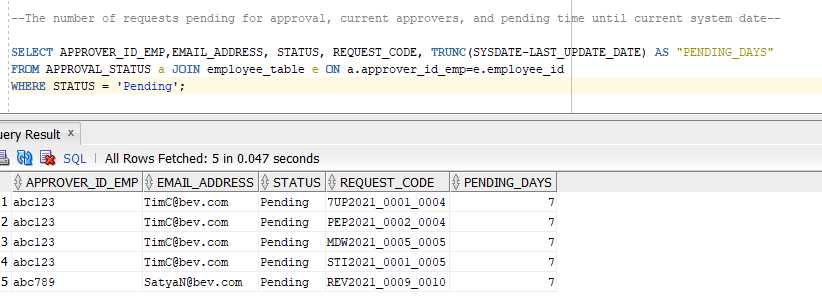 --The number of requests pending for approval, current approvers, and pending time until current system date--
SELECT APPROVER_ID_EMP,EMAIL_ADDRESS, STATUS, REQUEST_CODE, TRUNC(SYSDATE-LAST_UPDATE_DATE) AS "PENDING_DAYS"
FROM APPROVAL_STATUS a JOIN employee_table e ON a.approver_id_emp=e.employee_id
WHERE STATUS = 'Pending';
uery Result x
SQL | All Rows Fetched: 5 in 0.047 seconds
APPROVER_ID_EMP EMAIL_ADDRESS STATUS REQUEST_CODE PENDING_DAYS
1 abc123 TimC@bev.com Pending 7UP2021_0001_0004 7
2 abc123 TimC@bev.com Pending PEP2021_0002_0004 7
3 abc123 TimC@bev.com Pending MDW2021_0005_0005 7
4 abc123 TimC@bev.com Pending STI2021_0001_0005 7
5 abc789 SatyaN@bev.com Pending REV2021_0009_0010 7